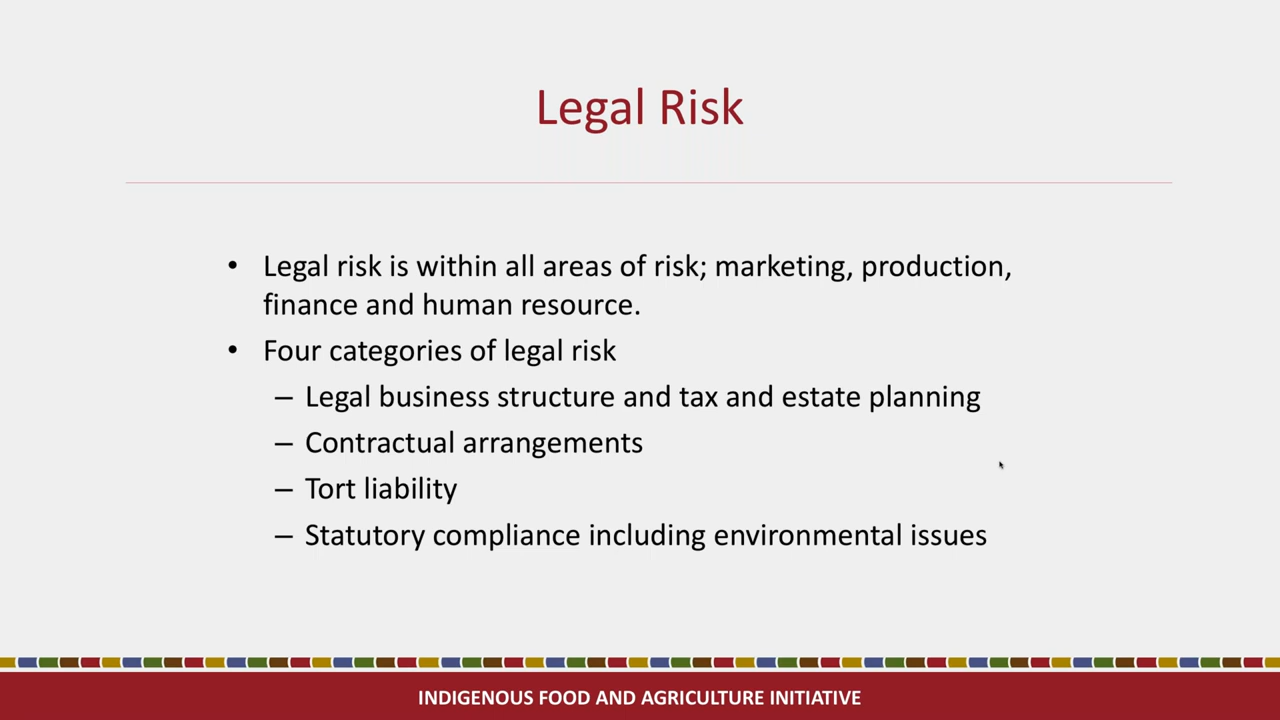 Legal Risk
• Legal risk is within all areas of risk; marketing, production,
finance and human resource.
• Four categories of legal risk
– Legal business structure and tax and estate planning
– Contractual arrangements
– Tort liability
– Statutory compliance including environmental issues
INDIGENOUS FOOD AND AGRICULTURE INITIATIVE